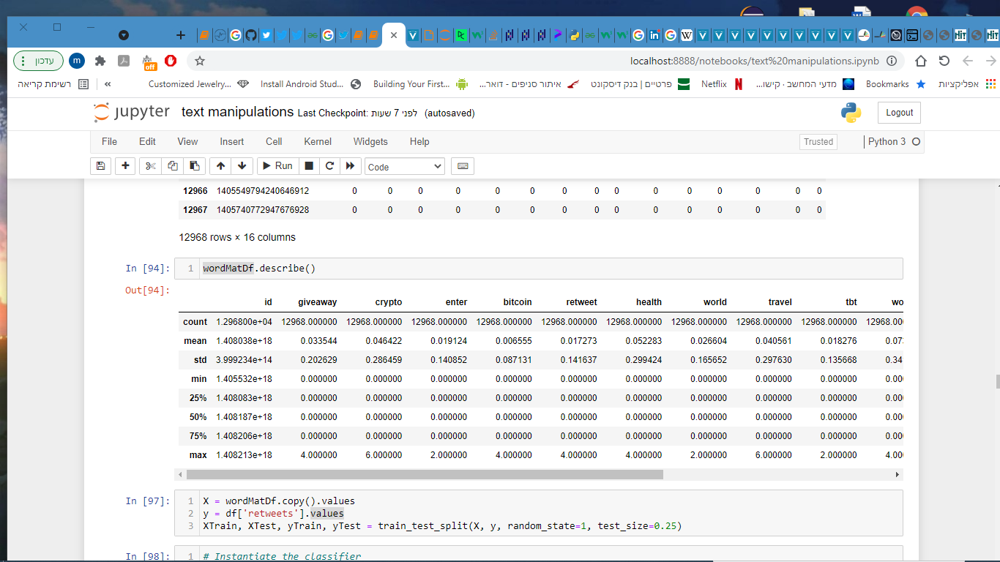 עדכון
m
off
localhost:8888/notebooks/text%20manipulations.ipynb
רשימת קריאה
«
Customized Jewelry...
Install Android Stud...
Building Your First...
איתור סניפים - דואר...
פרטיים | בנק דיסקונט
Netflix
מדעי המחשב · קישו...
Bookmarks
אפליקציות
jupyter text manipulations Last Checkpoint: לפני 7 שעות (autosaved)
Logout
File Edit View Insert Cell Kernel Widgets Help
Trusted
Python 3
Run
Code
12966 1405549794240646912 0 0 0 0 0 0 0 0 0 0 0 0 0 0
12967 1405740772947676928 0 0 0 0 0 0 0 0 0 0 0 0 0 0
12968 rows × 16 columns
In [94]: 1 wordMatDf.describe()
Out[94]:
id giveaway crypto enter bitcoin retweet health world travel tbt wo
count 1.296800e+04 12968.000000 12968.000000 12968.000000 12968.000000 12968.000000 12968.000000 12968.000000 12968.000000 12968.000000 12968.00
mean 1.408038e+18 0.033544 0.046422 0.019124 0.006555 0.017273 0.052283 0.026604 0.040561 0.018276 0.07
std 3.999234e+14 0.202629 0.286459 0.140852 0.087131 0.141637 0.299424 0.165652 0.297630 0.135668 0.34
min 1.405532e+18 0.000000 0.000000 0.000000 0.000000 0.000000 0.000000 0.000000 0.000000 0.000000 0.00
25% 1.408083e+18 0.000000 0.000000 0.000000 0.000000 0.000000 0.000000 0.000000 0.000000 0.000000 0.00
50% 1.408187e+18 0.000000 0.000000 0.000000 0.000000 0.000000 0.000000 0.000000 0.000000 0.000000 0.00
75% 1.408206e+18 0.000000 0.000000 0.000000 0.000000 0.000000 0.000000 0.000000 0.000000 0.000000 0.00
max 1.408213e+18 4.000000 6.000000 2.000000 4.000000 4.000000 4.000000 2.000000 6.000000 2.000000 4.00
In [97]: 1 X = wordMatDf.copy().values
2 y = df['retweets'].values
3 XTrain, XTest, yTrain, yTest = train_test_split(X, y, random_state=1, test_size=0.25)
In [98]: 1 # Instantiate the classifier